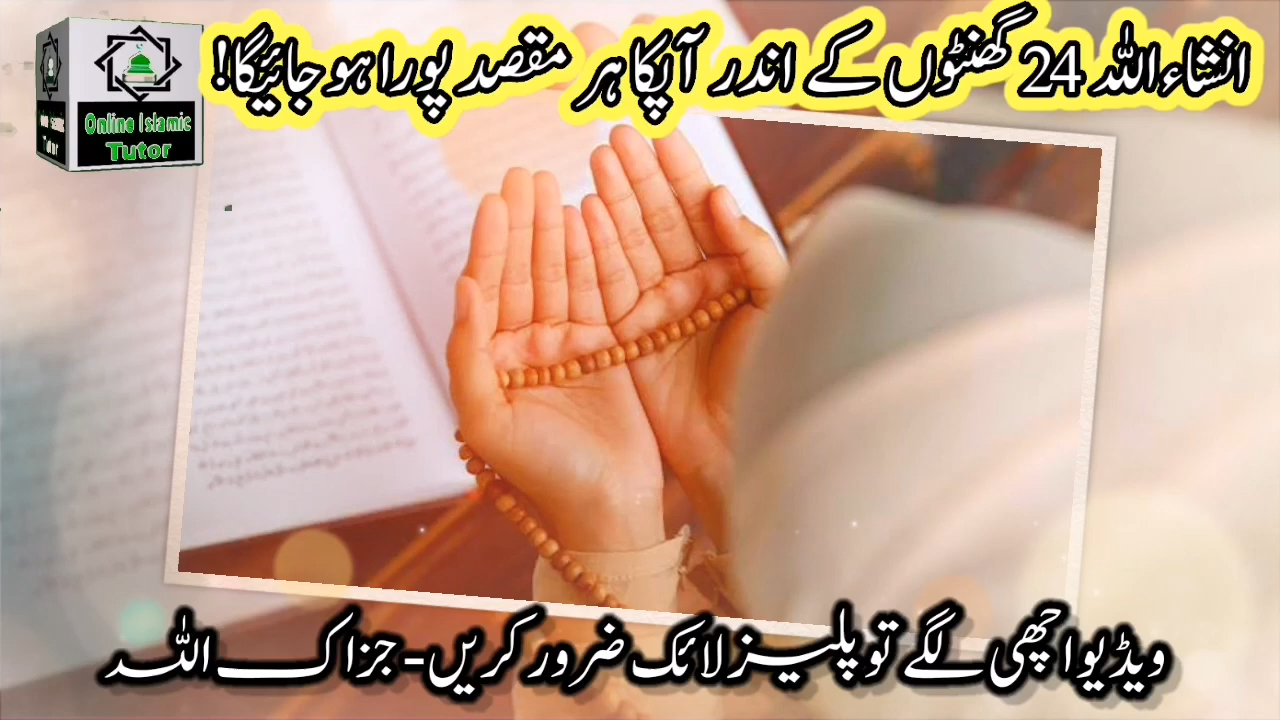 انشاءاللہ 24 گھنٹوں کے اندر آپکا ہر مقصد پورا ہو جائیگا!
Online Islamic
Tutor
ویڈیو اچھی لگے تو پلیز لائک ضرور کریں - جزاک اللہ